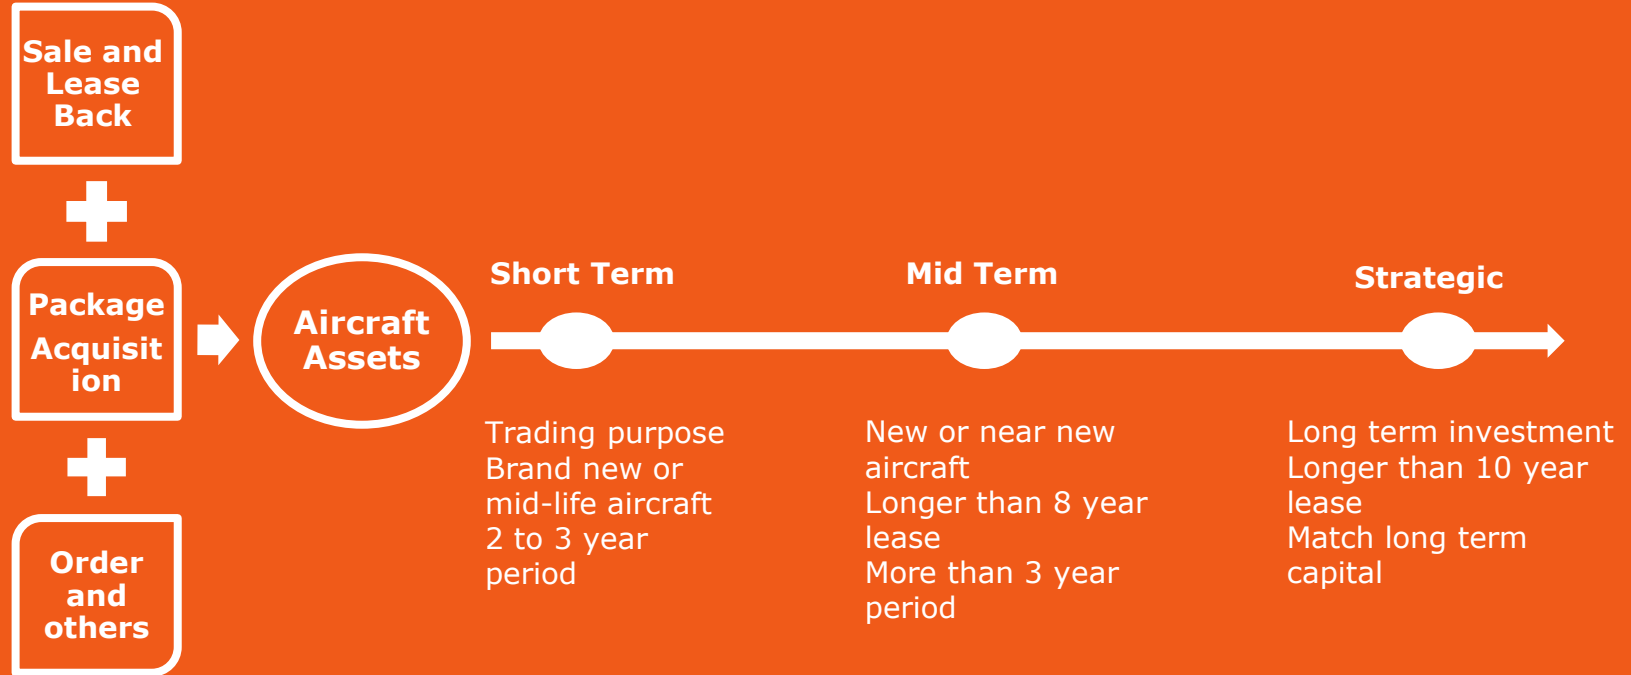 Sale and
Lease
Back
Package
Acquisit
ion
Order
and
others
Aircraft
Assets
Short Term
Trading purpose
Brand new or
mid-life aircraft
2 to 3 year
period
Mid Term
New or near new
aircraft
Longer than 8 year
lease
More than 3 year
period
Strategic
Long term investment
Longer than 10 year
lease
Match long term
capital